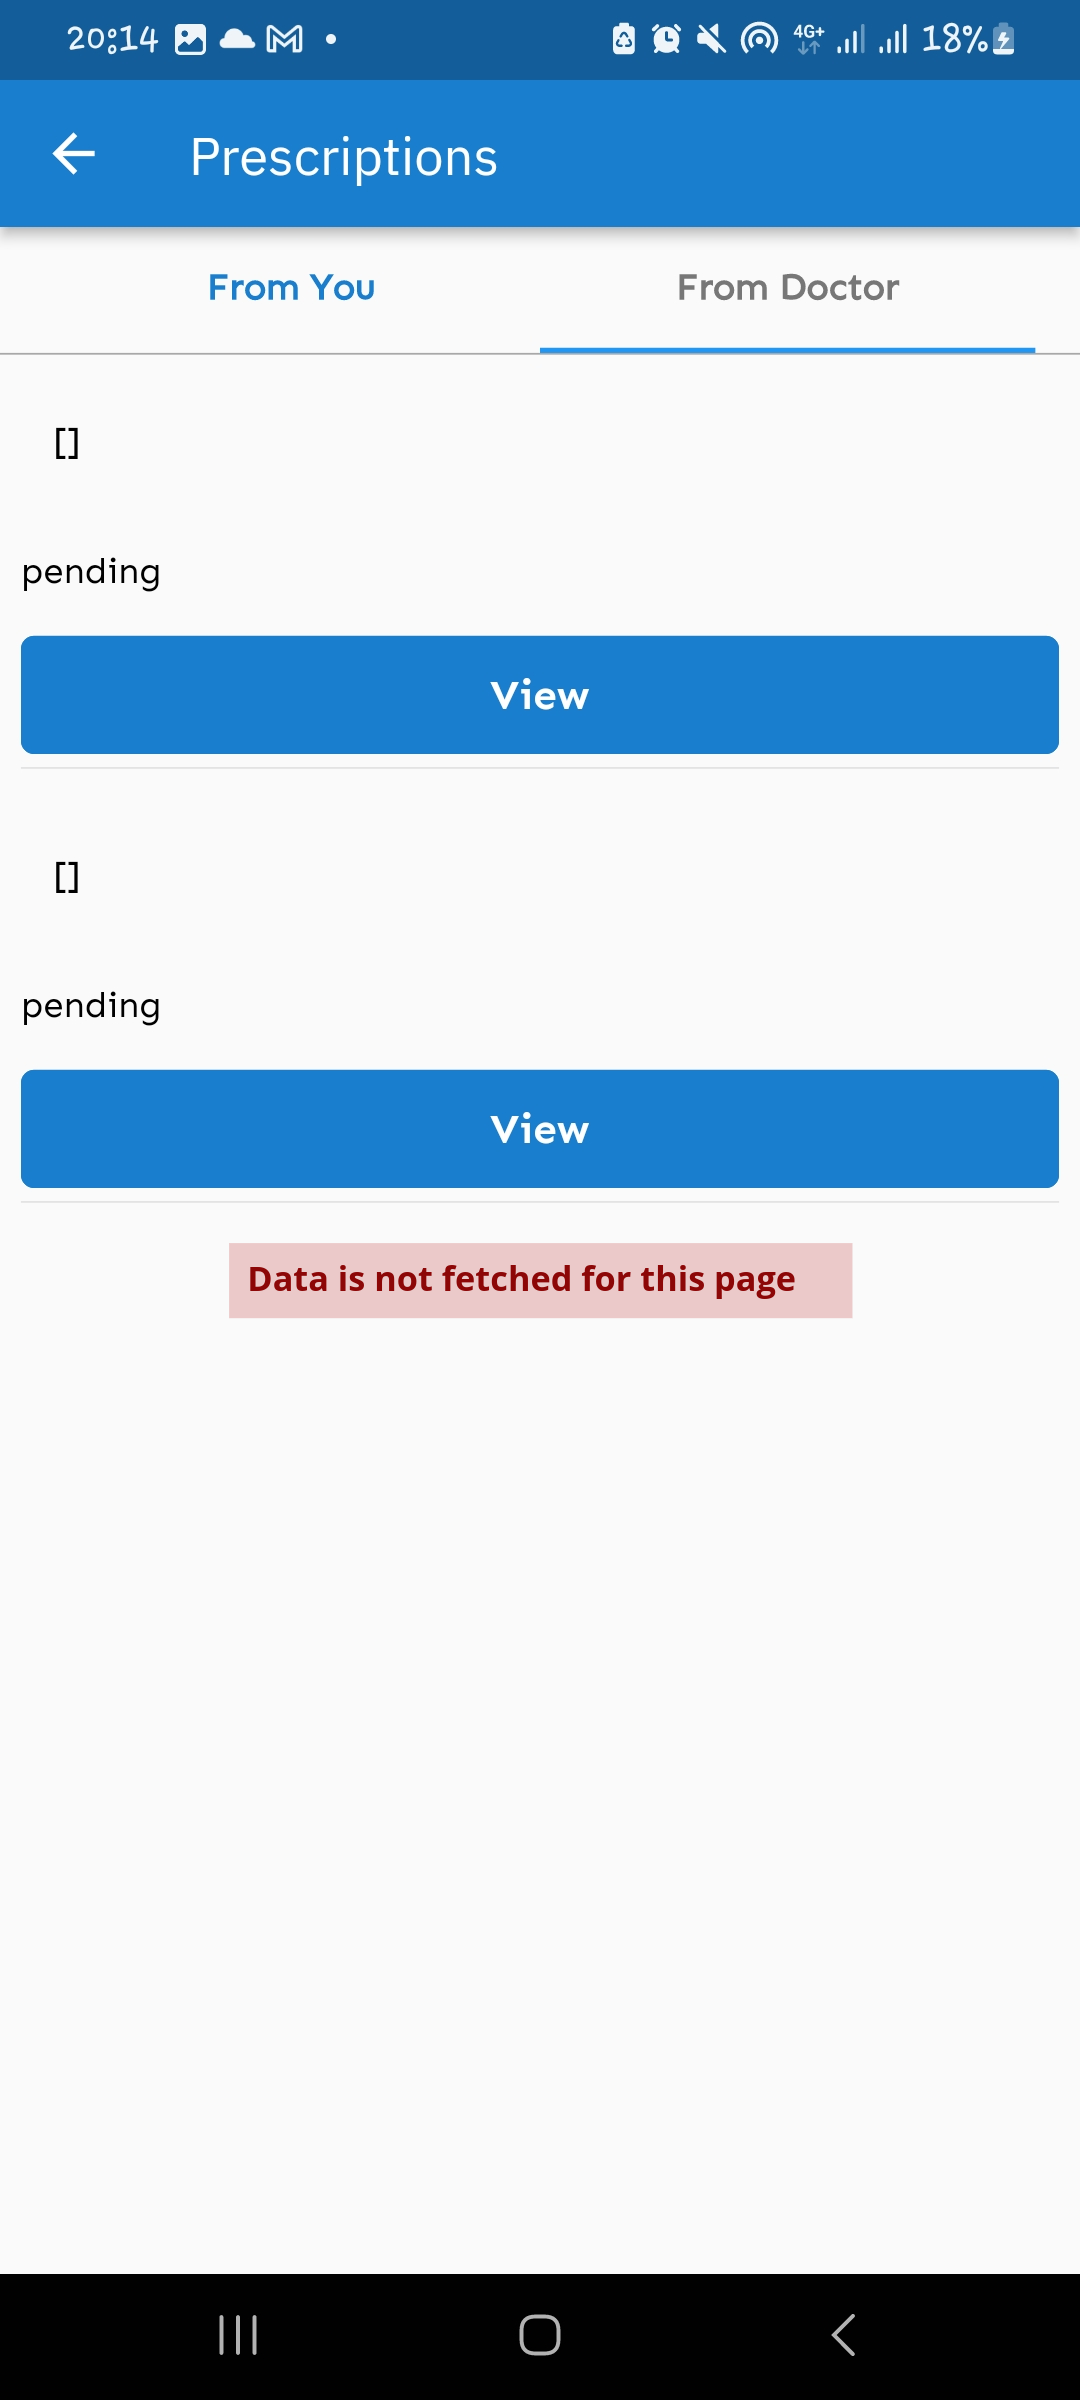 20:14 4G+ 18%
Prescriptions
From You From Doctor
[]
pending
View
[]
pending
View
Data is not fetched for this page